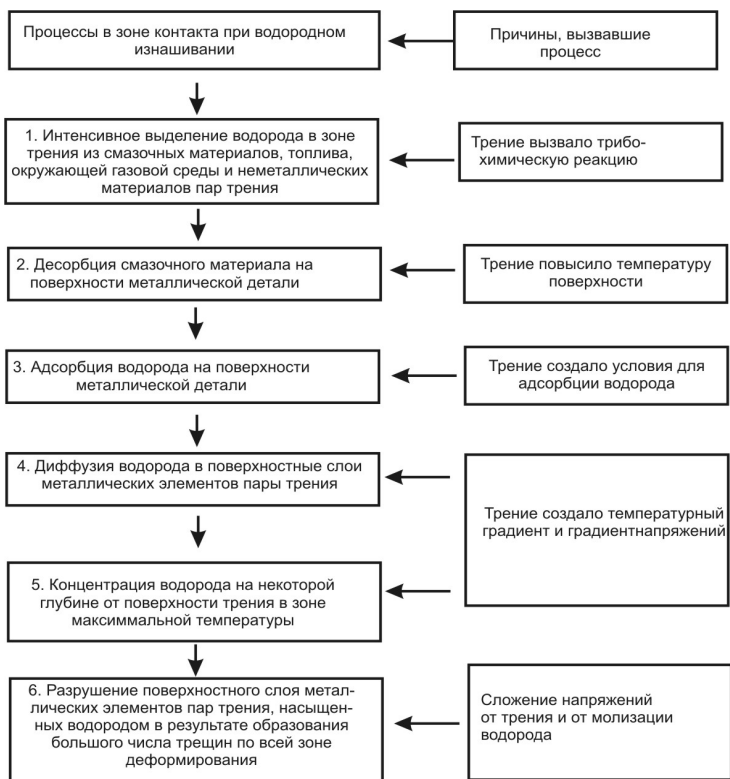 Процессы в зоне контакта при водородном
изнашивании
Причины, вызвавшие
процесс
1. Интенсивное выделение водорода в зоне
трения из смазочных материалов, топлива,
окружающей газовой среды и неметаллических
материалов пар трения
Трение вызвало трибо-
химическую реакцию
2. Десорбция смазочного материала на
поверхности металлической детали
Трение повысило температуру
поверхности
3. Адсорбция водорода на поверхности
металлической детали
Трение создало условия для
адсорбции водорода
4. Диффузия водорода в поверхностные слои
металлических элементов пары трения
Трение создало температурный
градиент и градиентнапряжений
5. Концентрация водорода на некоторой
глубине от поверхности трения в зоне
максиммальной температуры
6. Разрушение поверхностного слоя метал-
лических элементов пар трения, насыщен-
ных водородом в результате образования
большого числа трещин по всей зоне
деформирования
Сложение напряжений
от трения и от молизации
водорода